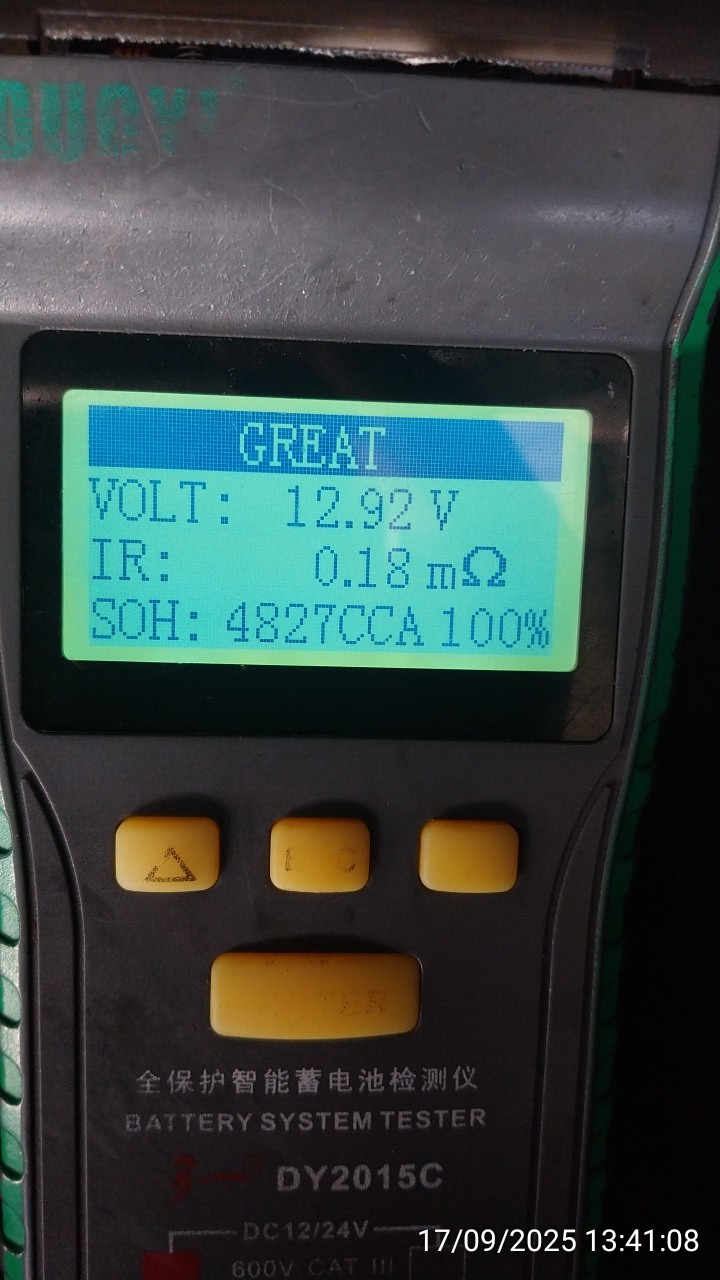 DUOYI
GREAT
VOLT: 12.92 V
IR: 0.18 mΩ
SOH: 4827CCA 100%
全保护智能蓄电池检测仪
BATTERY SYSTEM TESTER
DY2015C
DC12/24V
600V CAT III
17/09/2025 13:41:08